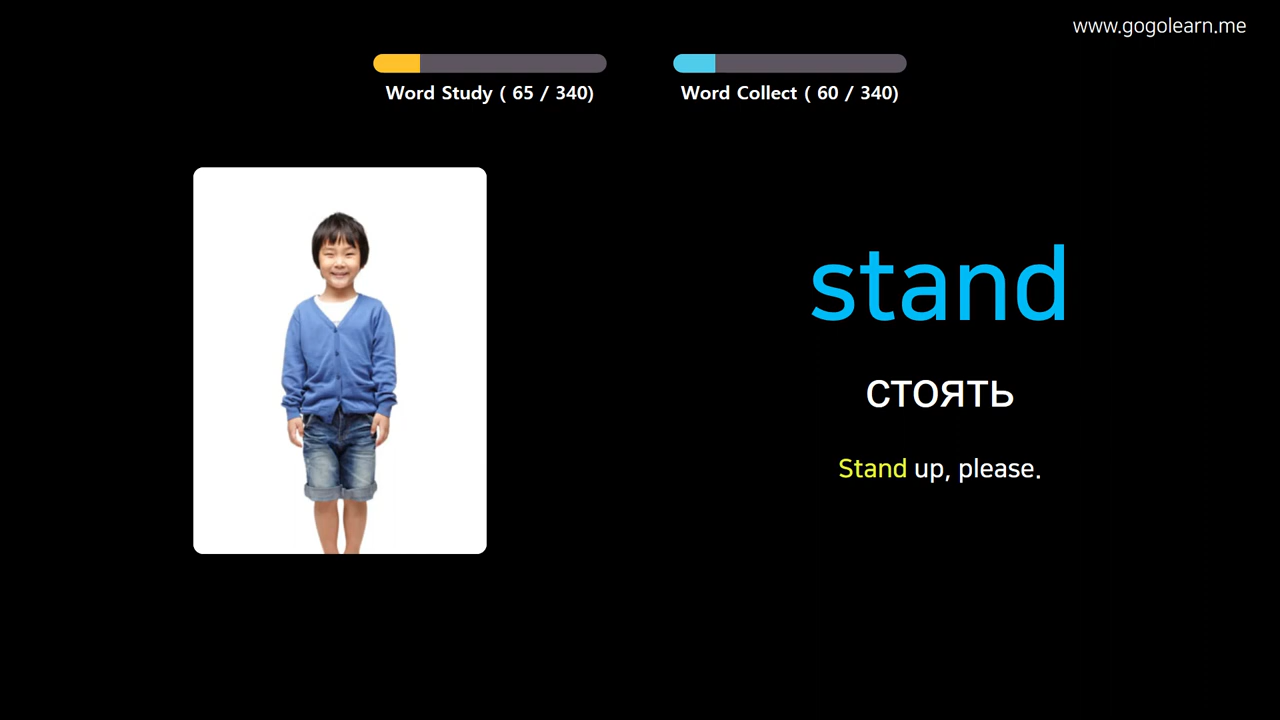 www.gogolearn.me
Word Study ( 65 / 340)
Word Collect ( 60 / 340)
stand
стоять
Stand up, please.